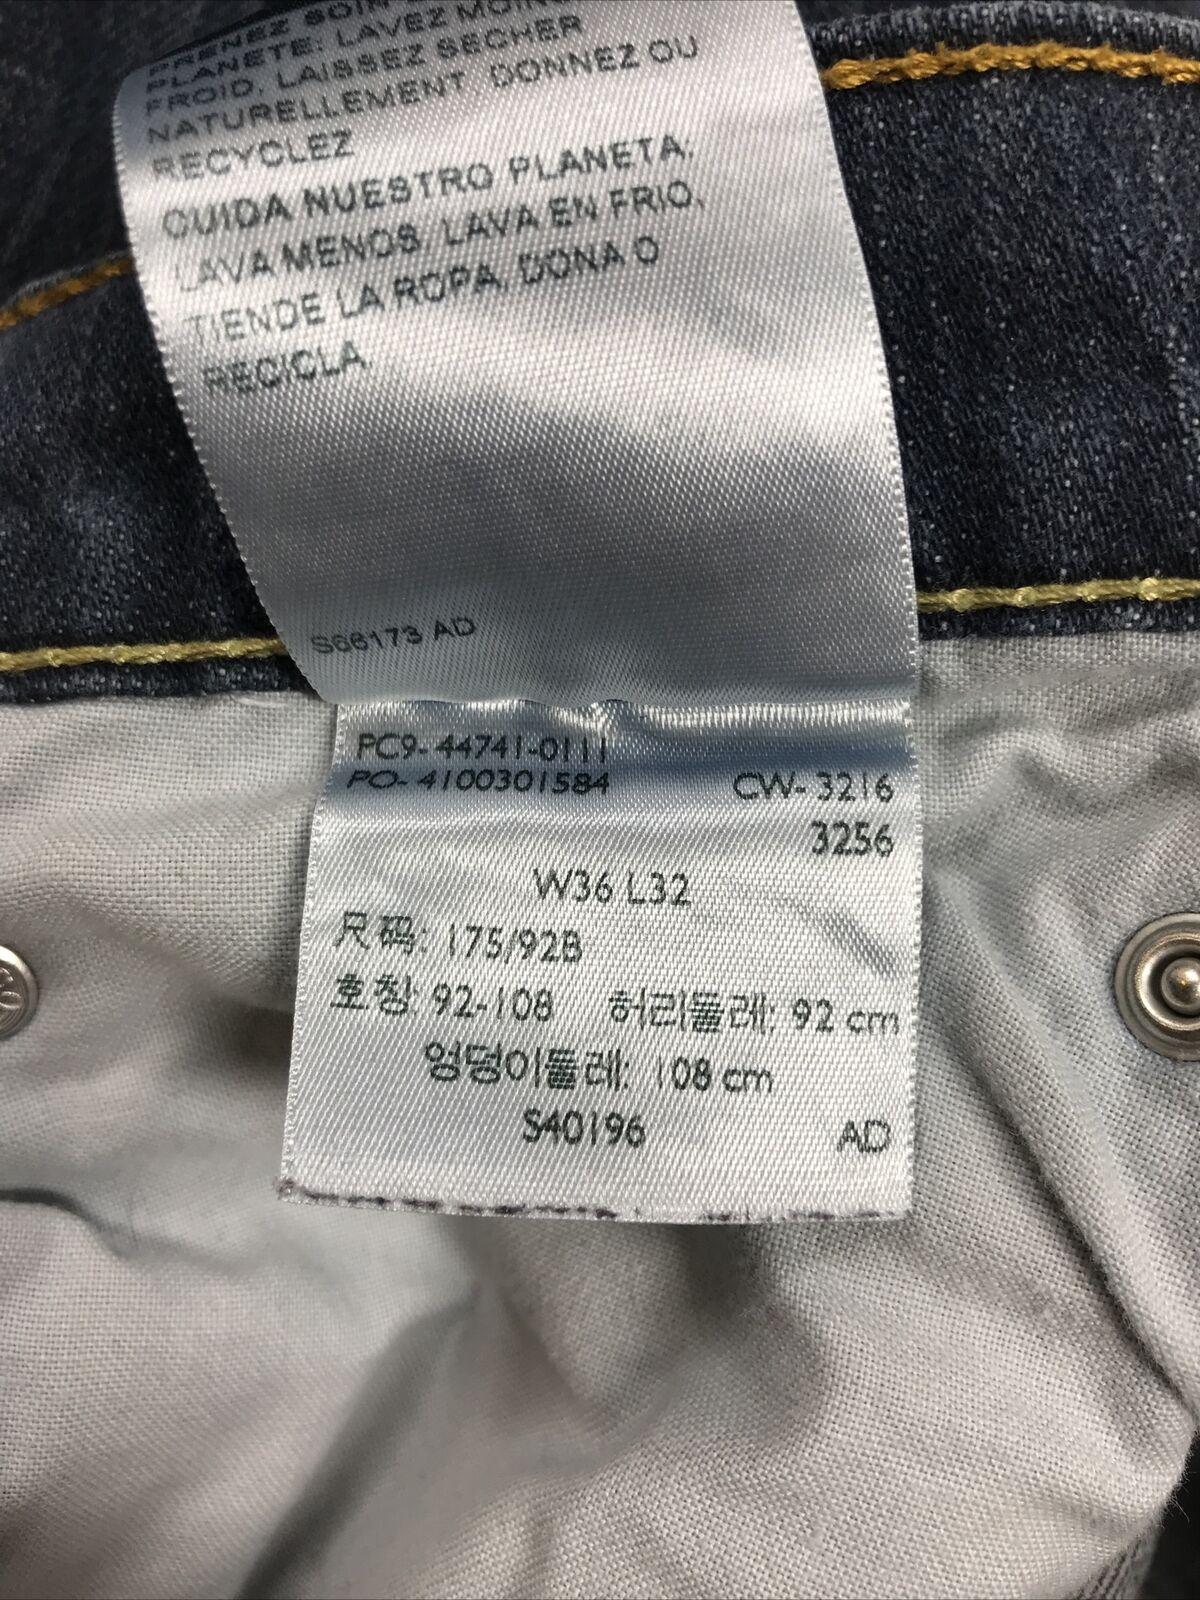 PRENEZ SOIN
PLANETE: LAVEZ MOINS
FROID, LAISSEZ SECHER
NATURELLEMENT DONNEZ OU
RECYCLEZ
CUIDA NUESTRO PLANETA:
LAVA MENOS, LAVA EN FRIO,
TIENDE LA ROPA, DONA O
RECICLA.
S66173 AD
PC9- 44741-0111
PO- 4100301584 CW- 3216
3256
W36 L32
尺码: 175/92B
호칭: 92-108 허리둘레: 92 cm
엉덩이둘레: 108 cm
S40196 AD